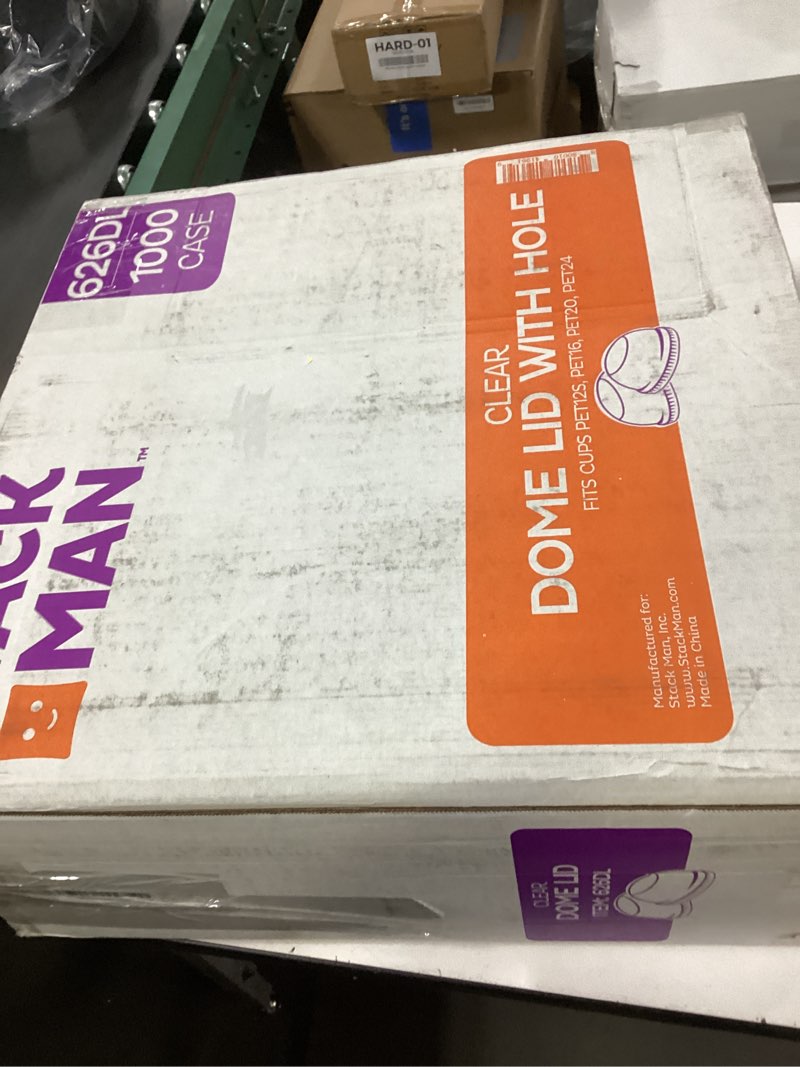 HARD-01
626DL
1000
CASE
ACK
MAN™
CLEAR
DOME LID WITH HOLE
FITS CUPS PET12S, PET16, PET20, PET24
Manufactured for:
Stack Man, Inc.
www.StackMan.com
Made in China
CLEAR
DOME LID
ITEM#: 626DL